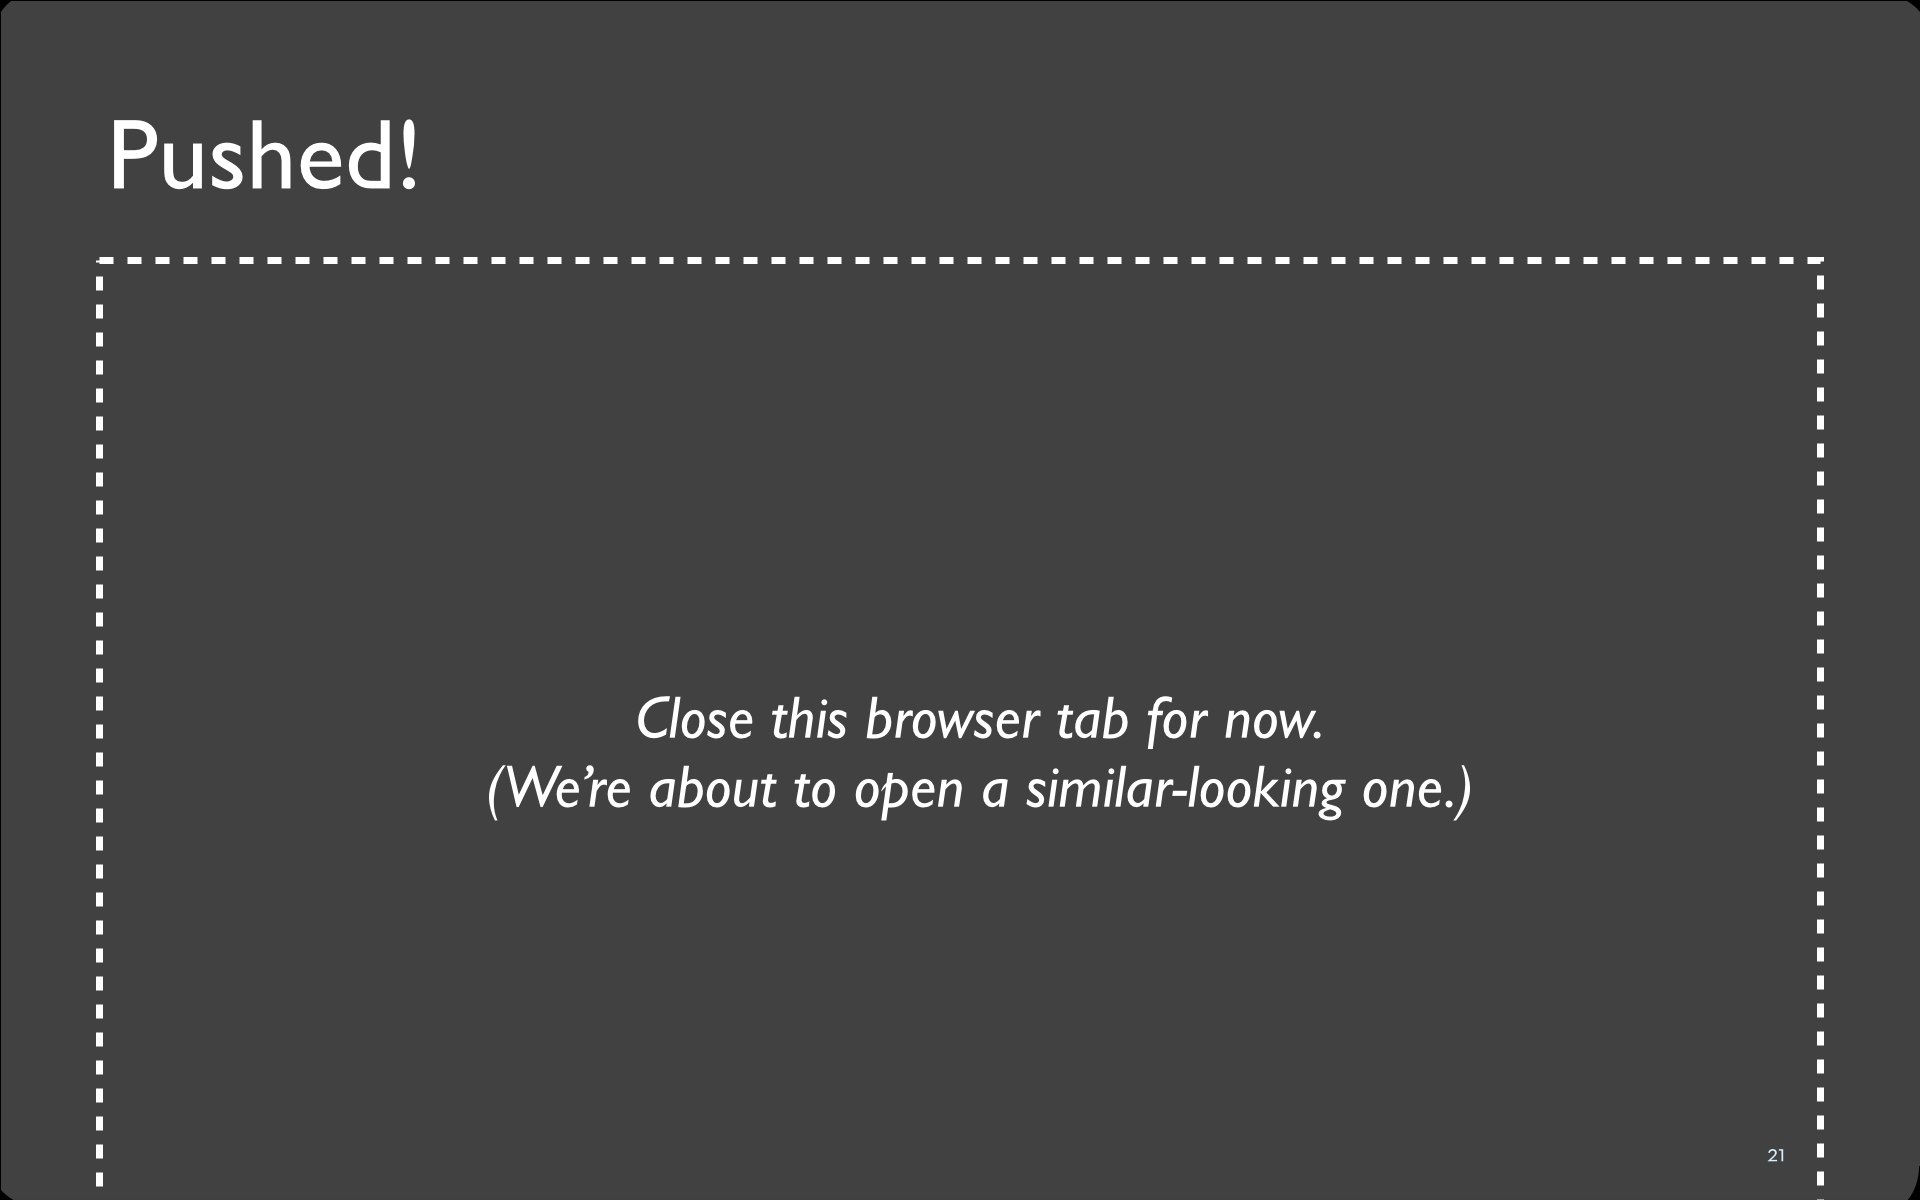 Pushed!
Close this browser tab for now.
(We’re about to open a similar-looking one.)
21